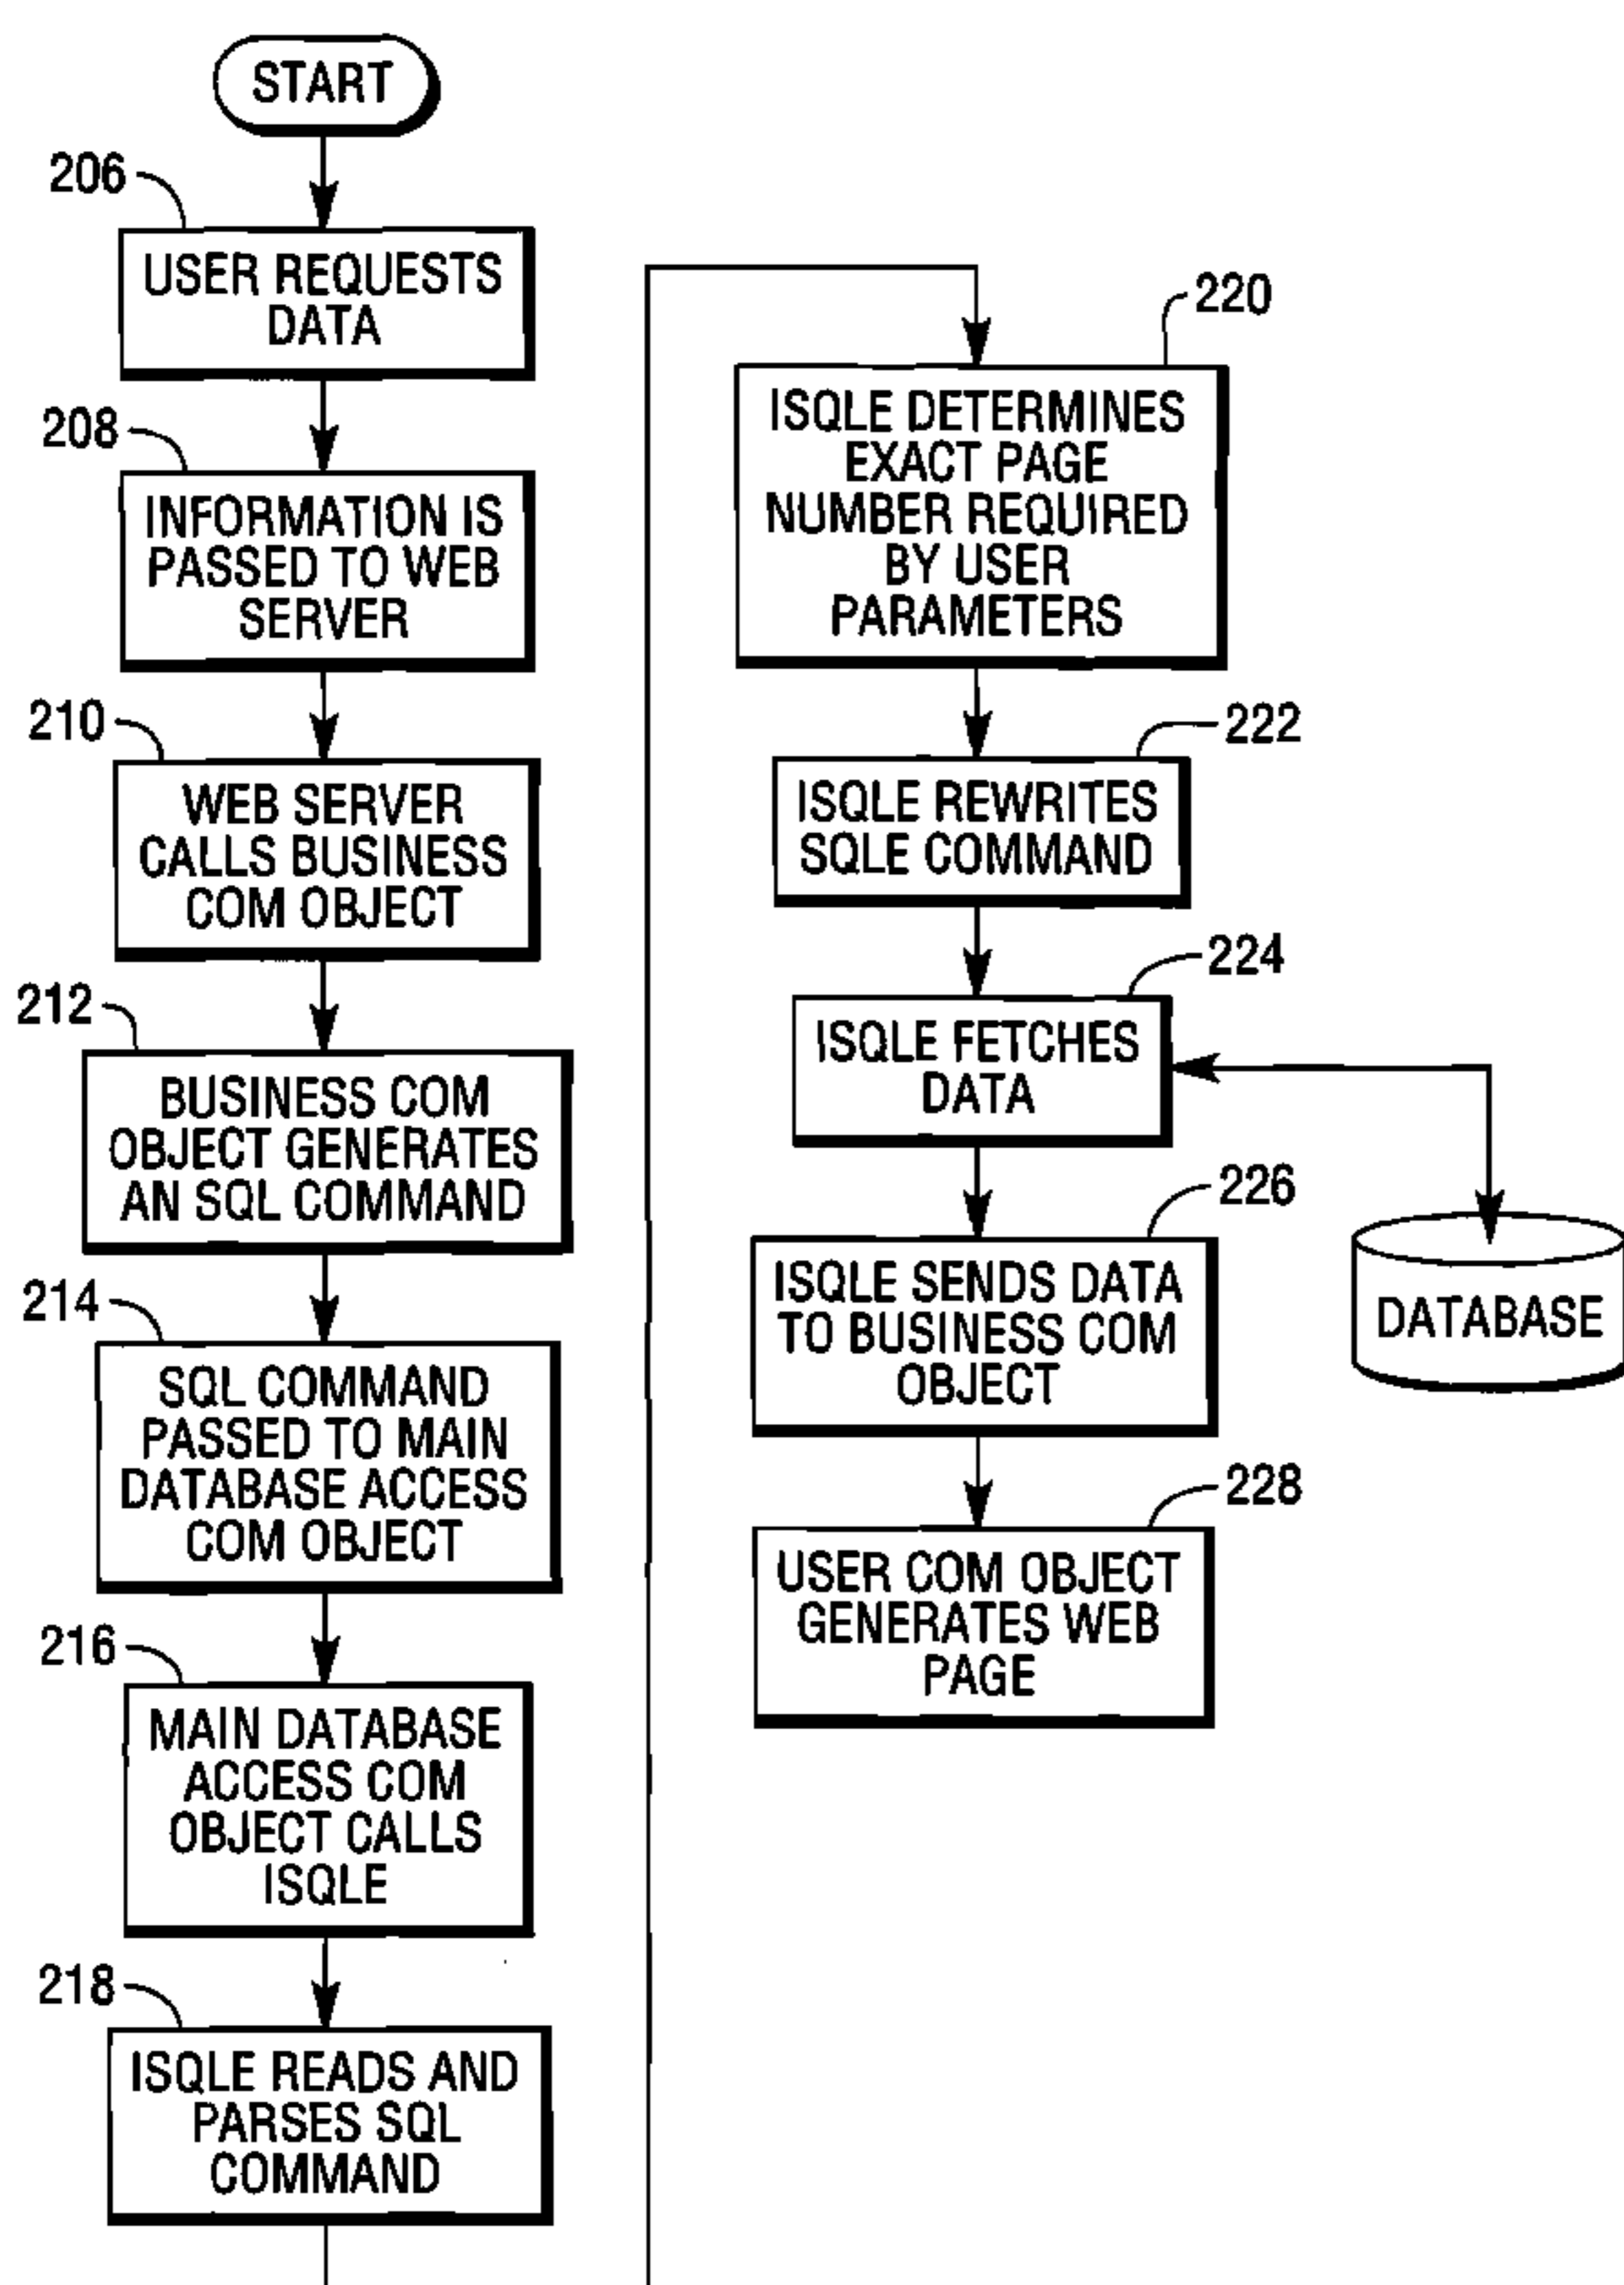 START
206
USER REQUESTS
DATA
208
INFORMATION IS
PASSED TO WEB
SERVER
210
WEB SERVER
CALLS BUSINESS
COM OBJECT
212
BUSINESS COM
OBJECT GENERATES
AN SQL COMMAND
214
SQL COMMAND
PASSED TO MAIN
DATABASE ACCESS
COM OBJECT
216
MAIN DATABASE
ACCESS COM
OBJECT CALLS
ISQLE
218
ISQLE READS AND
PARSES SQL
COMMAND
220
ISQLE DETERMINES
EXACT PAGE
NUMBER REQUIRED
BY USER
PARAMETERS
222
ISQLE REWRITES
SQLE COMMAND
224
ISQLE FETCHES
DATA
226
ISQLE SENDS DATA
TO BUSINESS COM
OBJECT
DATABASE
228
USER COM OBJECT
GENERATES WEB
PAGE